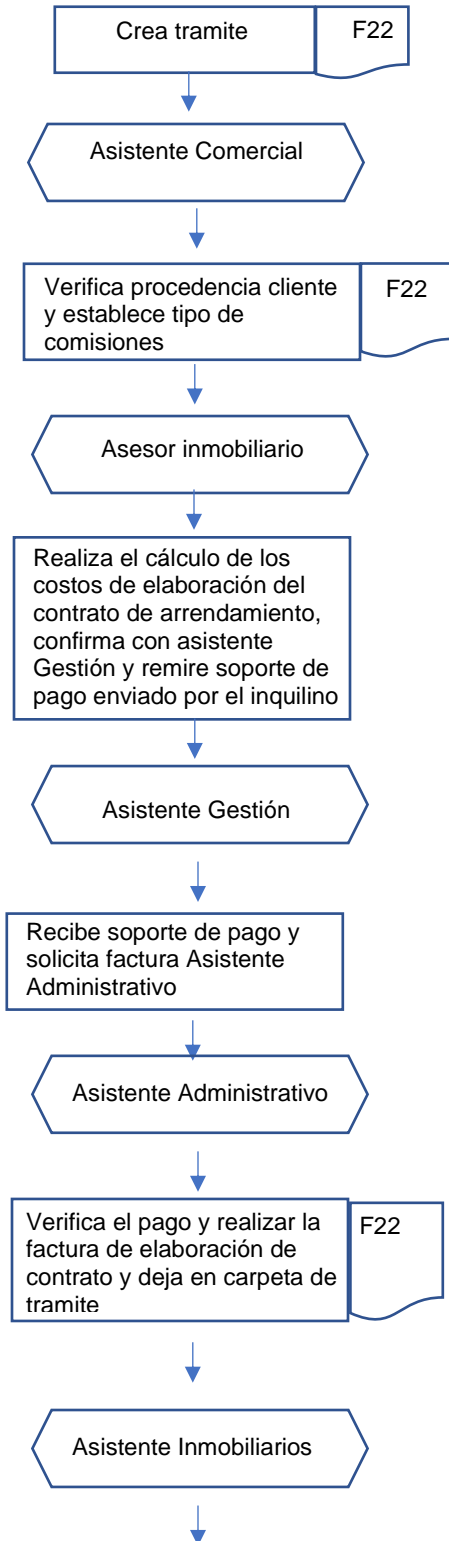 Crea tramite
F22
Asistente Comercial
Verifica procedencia cliente
y establece tipo de
comisiones
F22
Asesor inmobiliario
Realiza el cálculo de los
costos de elaboración del
contrato de arrendamiento,
confirma con asistente
Gestión y remire soporte de
pago enviado por el inquilino
Asistente Gestión
Recibe soporte de pago y
solicita factura Asistente
Administrativo
Asistente Administrativo
Verifica el pago y realizar la
factura de elaboración de
contrato y deja en carpeta de
tramite
F22
Asistente Inmobiliarios